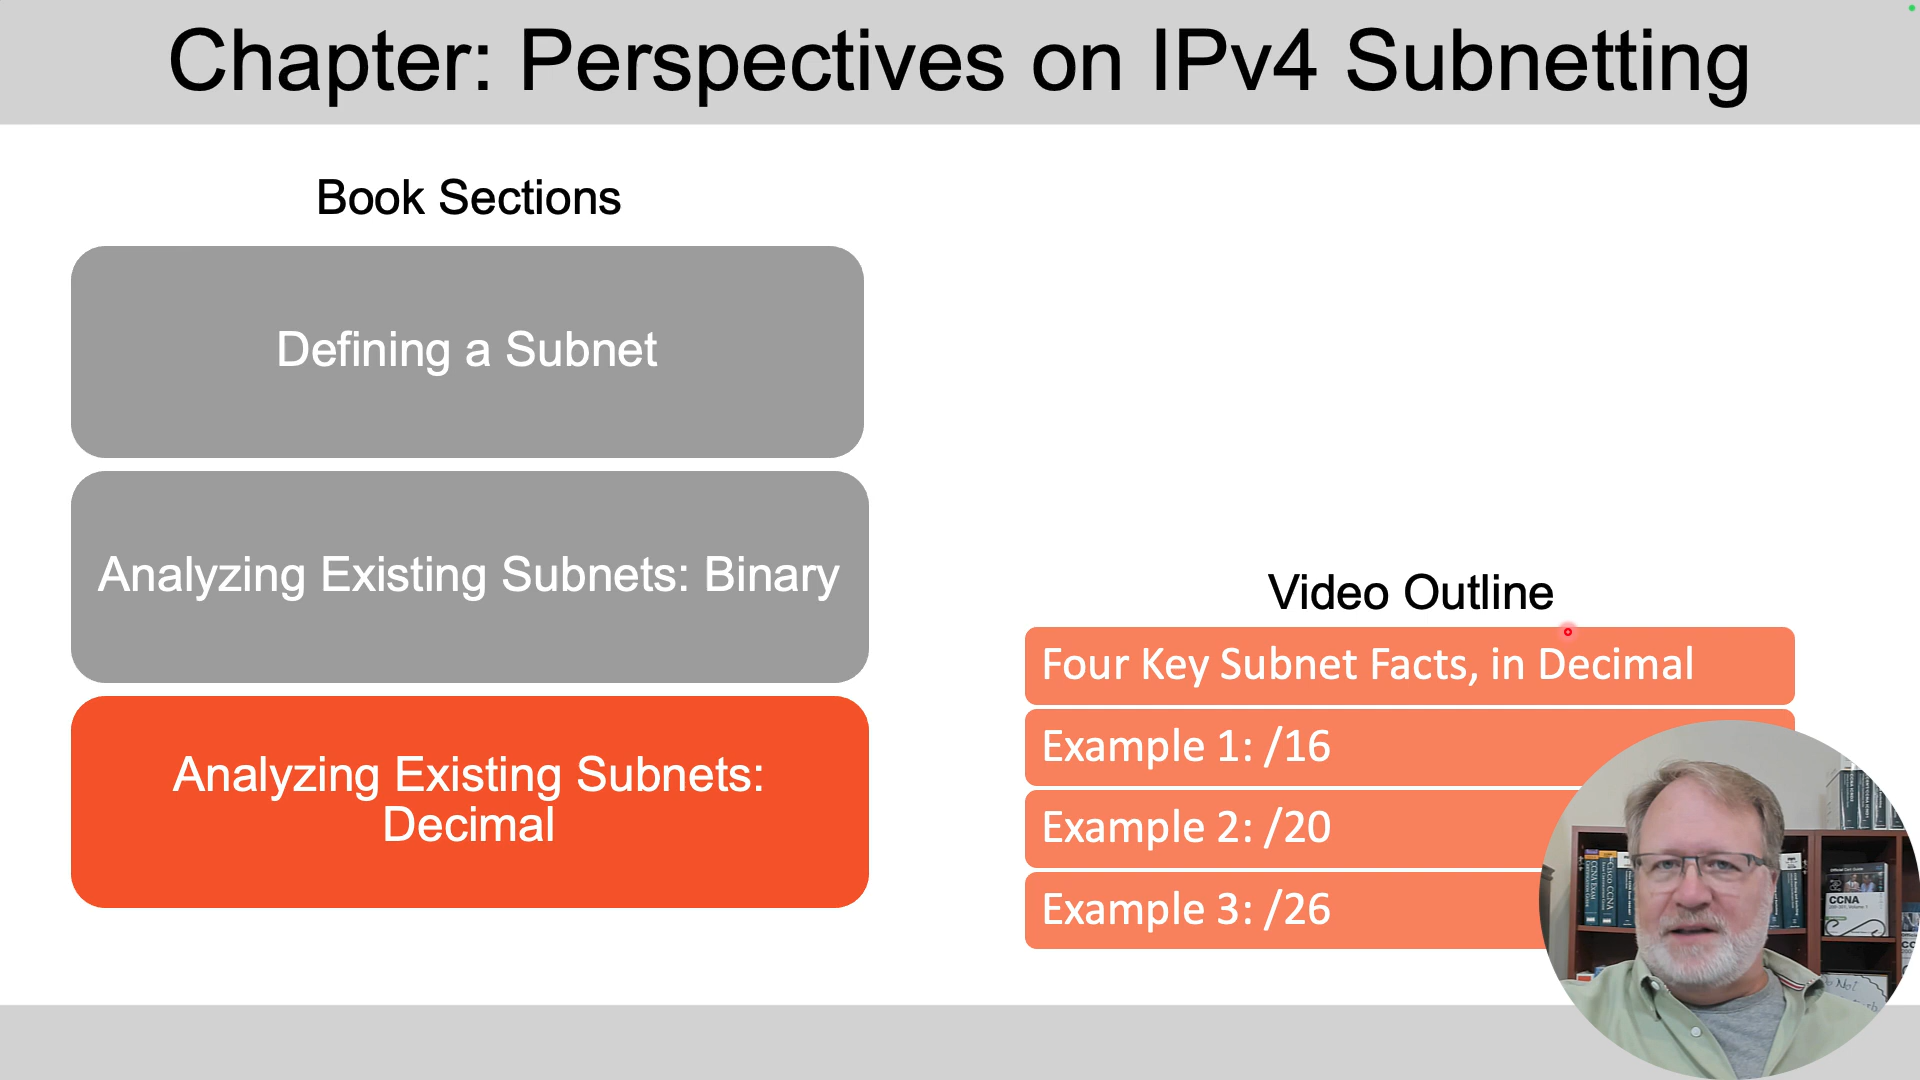 Chapter: Perspectives on IPv4 Subnetting
Book Sections
Defining a Subnet
Analyzing Existing Subnets: Binary
Analyzing Existing Subnets:
Decimal
Video Outline
Four Key Subnet Facts, in Decimal
Example 1: /16
Example 2: /20
Example 3: /26
CCNA